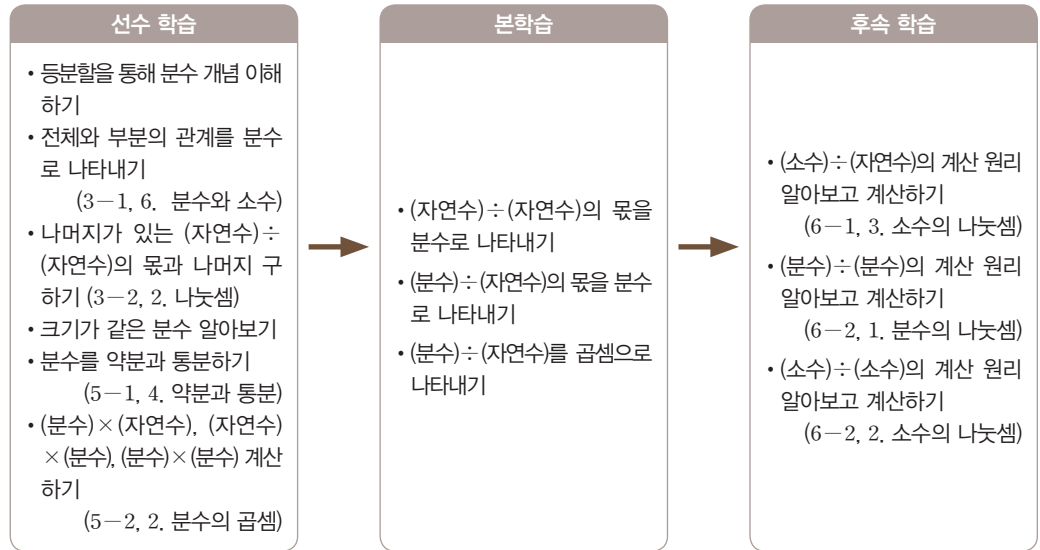 선수 학습
• 등분할을 통해 분수 개념 이해
하기
• 전체와 부분의 관계를 분수
로 나타내기
(3-1, 6. 분수와 소수)
• 나머지가 있는 (자연수)÷
(자연수)의 몫과 나머지 구
하기 (3-2, 2. 나눗셈)
• 크기가 같은 분수 알아보기
• 분수를 약분과 통분하기
(5-1, 4. 약분과 통분)
• (분수)×(자연수), (자연수)
×(분수), (분수)×(분수) 계산
하기
(5-2, 2. 분수의 곱셈)
본학습
• (자연수)÷(자연수)의 몫을
분수로 나타내기
• (분수)÷(자연수)의 몫을 분수
로 나타내기
• (분수)÷(자연수)를 곱셈으로
나타내기
후속 학습
• (소수)÷(자연수)의 계산 원리
알아보고 계산하기
(6-1, 3. 소수의 나눗셈)
• (분수)÷(분수)의 계산 원리
알아보고 계산하기
(6-2, 1. 분수의 나눗셈)
• (소수)÷(소수)의 계산 원리
알아보고 계산하기
(6-2, 2. 소수의 나눗셈)